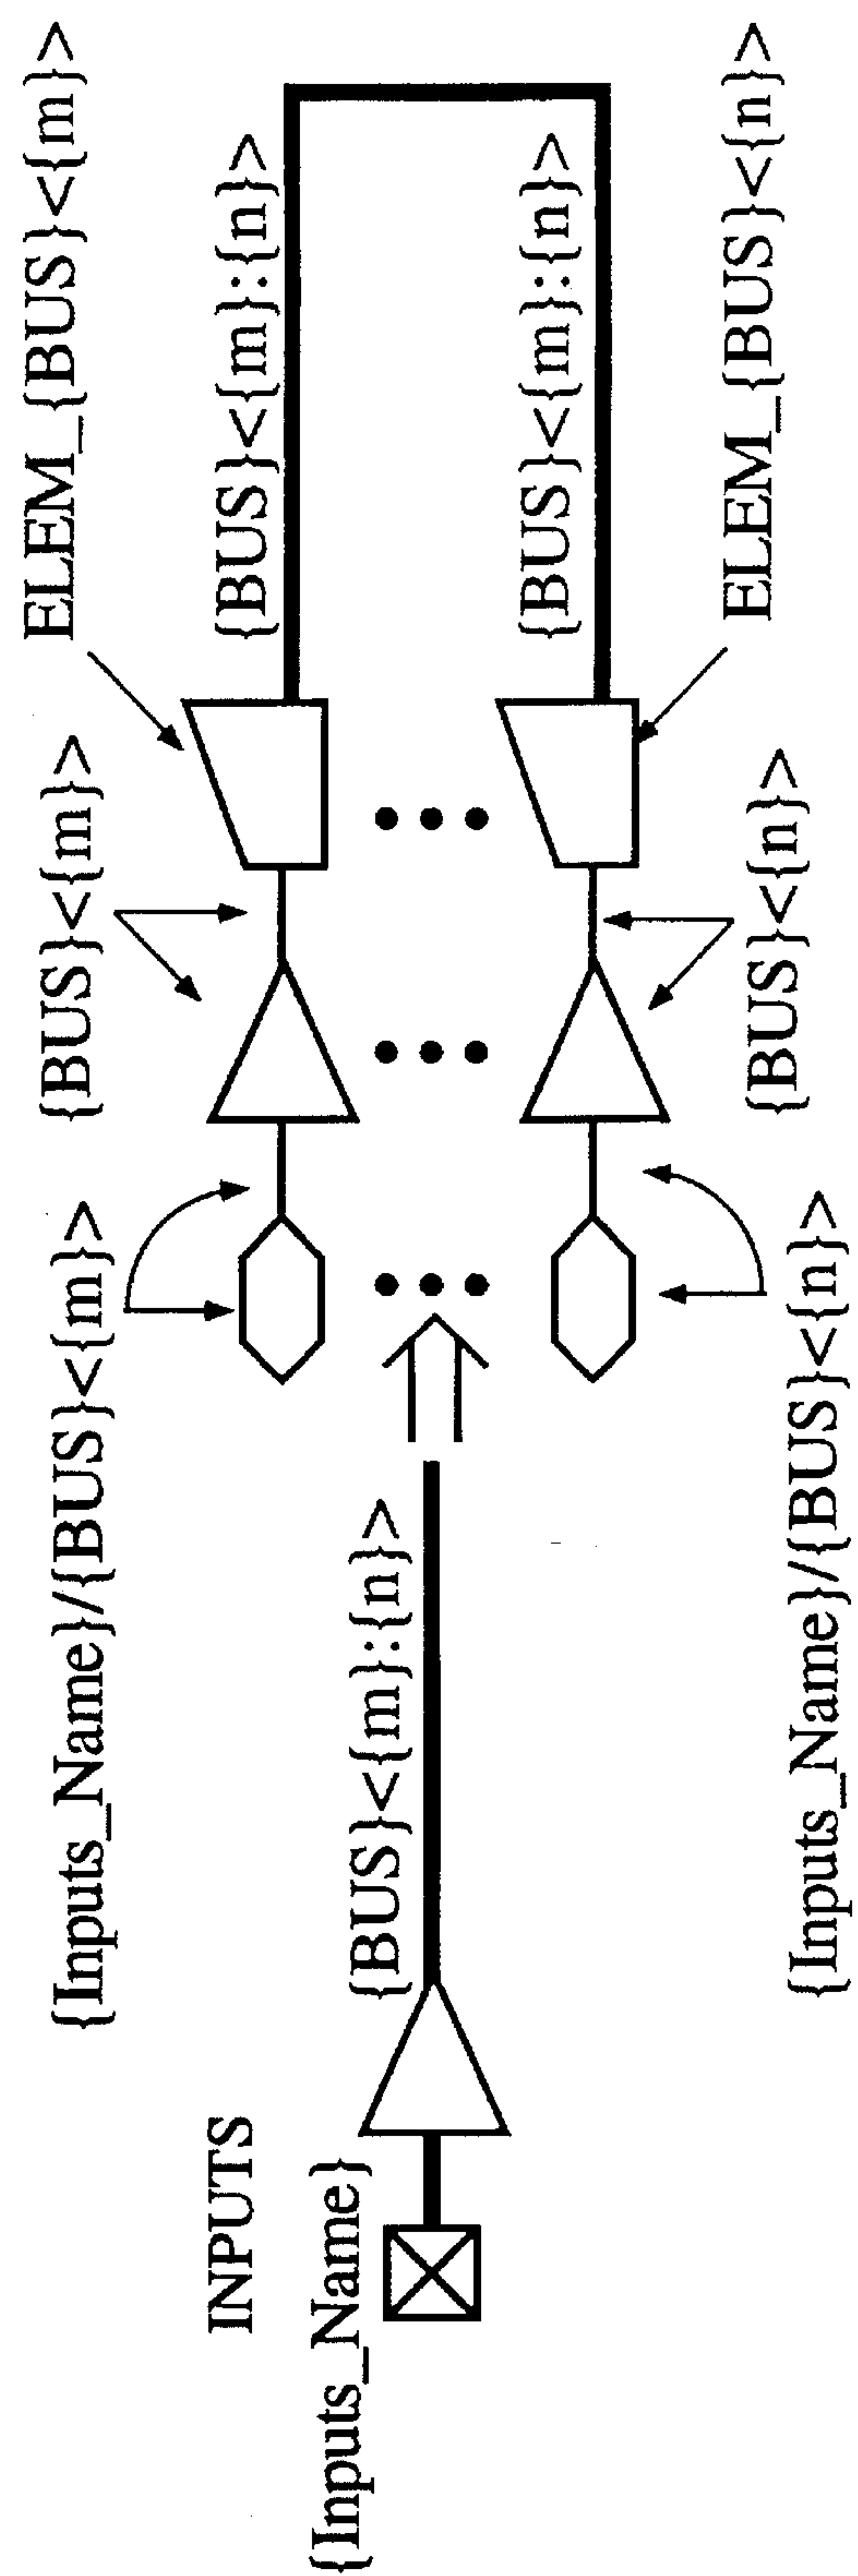 INPUTS
{Inputs_Name}
{BUS}<{m}:{n}>
{Inputs_Name}/{BUS}<{m}>
{BUS}<{m}>
ELEM_{BUS}<{m}>
{BUS}<{m}:{n}>
{BUS}<{m}:{n}>
{Inputs_Name}/{BUS}<{n}>
{BUS}<{n}>
ELEM_{BUS}<{n}>